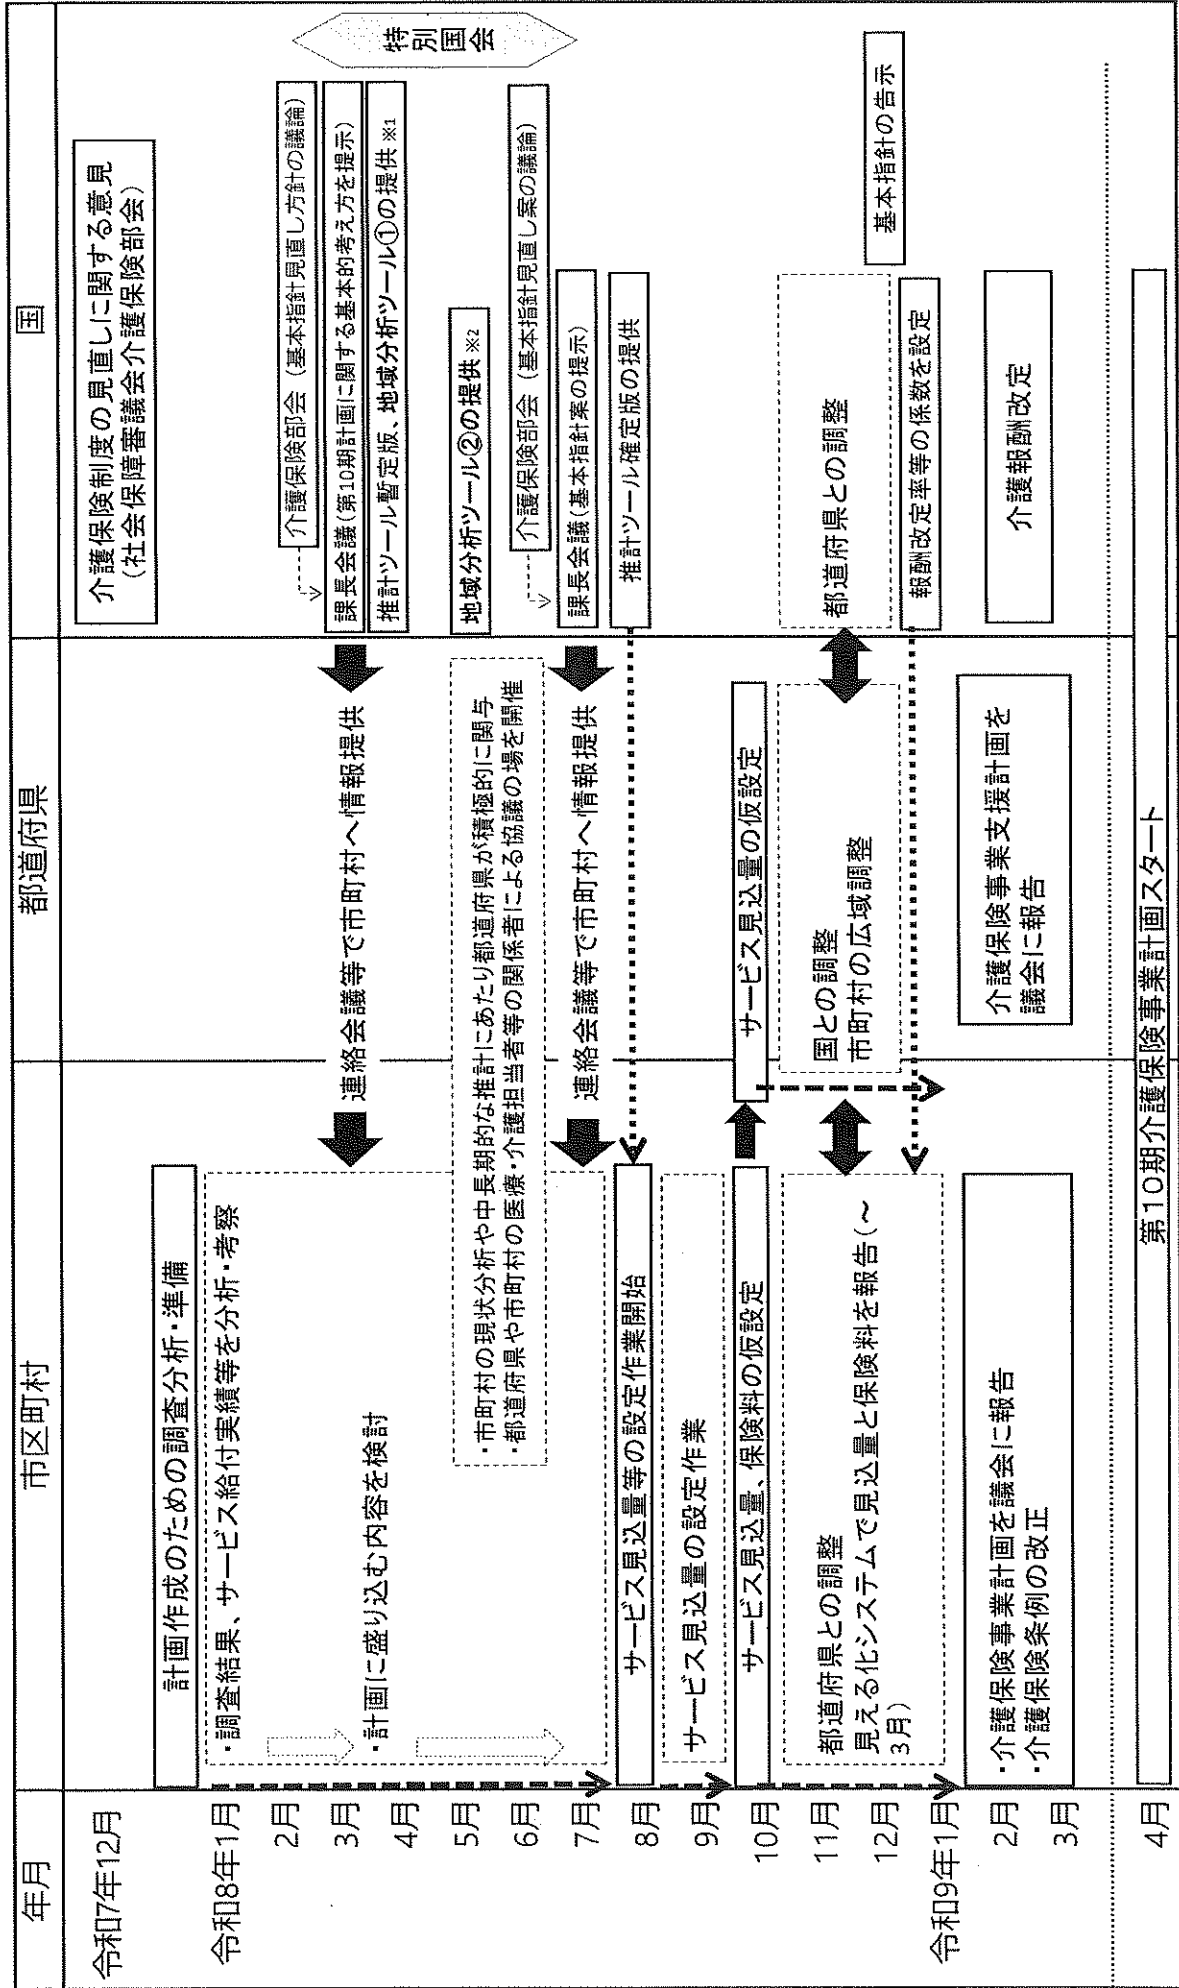 年月
市区町村
都道府県
国
令和7年12月
令和8年1月
2月
3月
4月
5月
6月
7月
8月
9月
10月
11月
12月
令和9年1月
2月
3月
4月
計画作成のための調査分析・準備
・調査結果、サービス給付実績等を分析・考察
・計画に盛り込む内容を検討
サービス見込量等の設定作業開始
サービス見込量の設定作業
サービス見込量、保険料の仮設定
都道府県との調整
見える化システムで見込量と保険料を報告(~
3月)
・介護保険事業計画を議会に報告
・介護保険条例の改正
連絡会議等で市町村へ情報提供
・市町村の現状分析や中長期的な推計にあたり都道府県が積極的に関与
・都道府県や市町村の医療・介護担当者等の関係者による協議の場を開催
連絡会議等で市町村へ情報提供
サービス見込量の仮設定
国との調整
市町村の広域調整
介護保険事業支援計画を
議会に報告
介護保険制度の見直しに関する意見
(社会保障審議会介護保険部会)
介護保険部会(基本指針見直し方針の議論)
課長会議(第10期計画に関する基本的考え方を提示)
推計ツール暫定版、地域分析ツール①の提供 ※1
地域分析ツール②の提供 ※2
介護保険部会(基本指針見直し案の議論)
課長会議(基本指針案の提示)
推計ツール確定版の提供
特別国会
都道府県との調整
基本指針の告示
報酬改定率等の係数を設定
介護報酬改定
第10期介護保険事業計画スタート